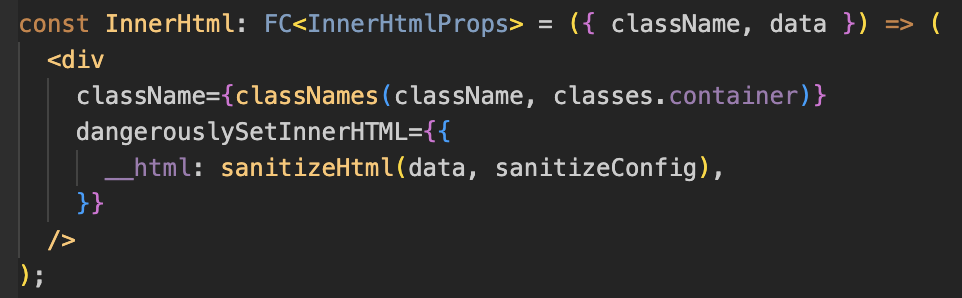 const InnerHtml: FC<InnerHtmlProps> = ({ className, data }) => (
  <div
    className={classNames(className, classes.container)}
    dangerouslySetInnerHTML={{
      __html: sanitizeHtml(data, sanitizeConfig),
    }}
  />
);